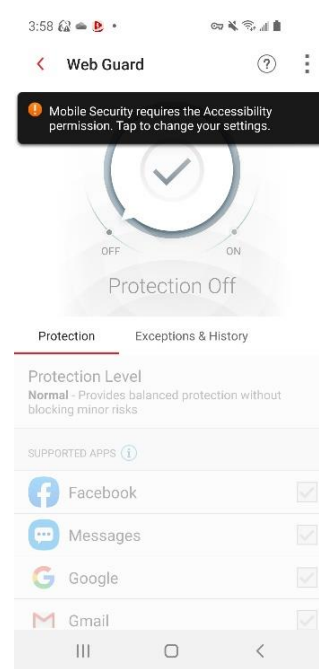 3:58
Web Guard
Mobile Security requires the Accessibility
permission. Tap to change your settings.
OFF
ON
Protection Off
Protection
Exceptions & History
Protection Level
Normal - Provides balanced protection without
blocking minor risks
SUPPORTED APPS
Facebook
Messages
Google
Gmail